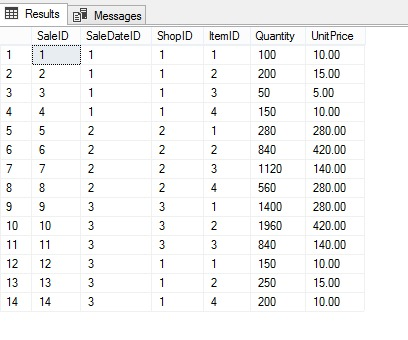 Results Messages
SaleID SaleDateID ShopID ItemID Quantity UnitPrice
1 1 1 1 1 100 10.00
2 2 1 1 2 200 15.00
3 3 1 1 3 50 5.00
4 4 1 1 4 150 10.00
5 5 2 2 1 280 280.00
6 6 2 2 2 840 420.00
7 7 2 2 3 1120 140.00
8 8 2 2 4 560 280.00
9 9 3 3 1 1400 280.00
10 10 3 3 2 1960 420.00
11 11 3 3 3 840 140.00
12 12 3 1 1 150 10.00
13 13 3 1 2 250 15.00
14 14 3 1 4 200 10.00